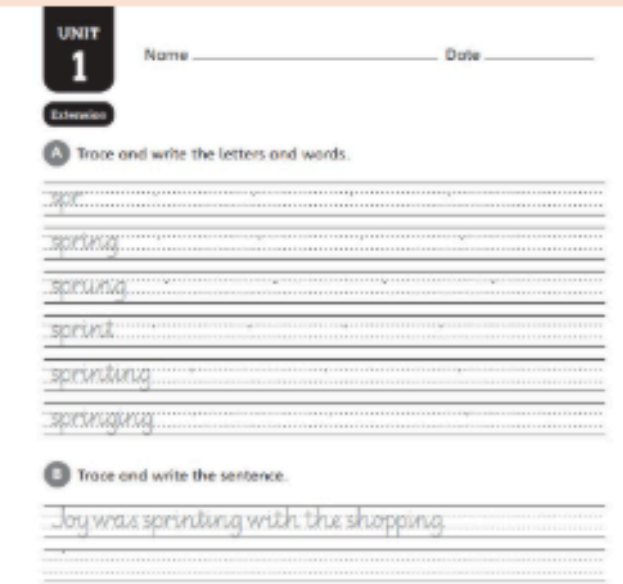 UNIT
1
Name Date
Extension
A Trace and write the letters and words.
spr
spring
sprung
sprint
sprinting
springing
B Trace and write the sentence.
Joy was sprinting with the shopping